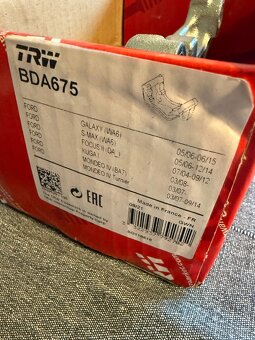 TRW
BDA675
FORD GALAXY (WA6) 05/06-06/15
FORD S-MAX (WA6) 05/06-12/14
FORD FOCUS II (DA_) 07/04-09/12
FORD KUGA I 03/08-
FORD MONDEO IV (BA7) 03/07-
FORD MONDEO IV Turnier 03/07-09/14
EAC
Made in France , FR
TRW